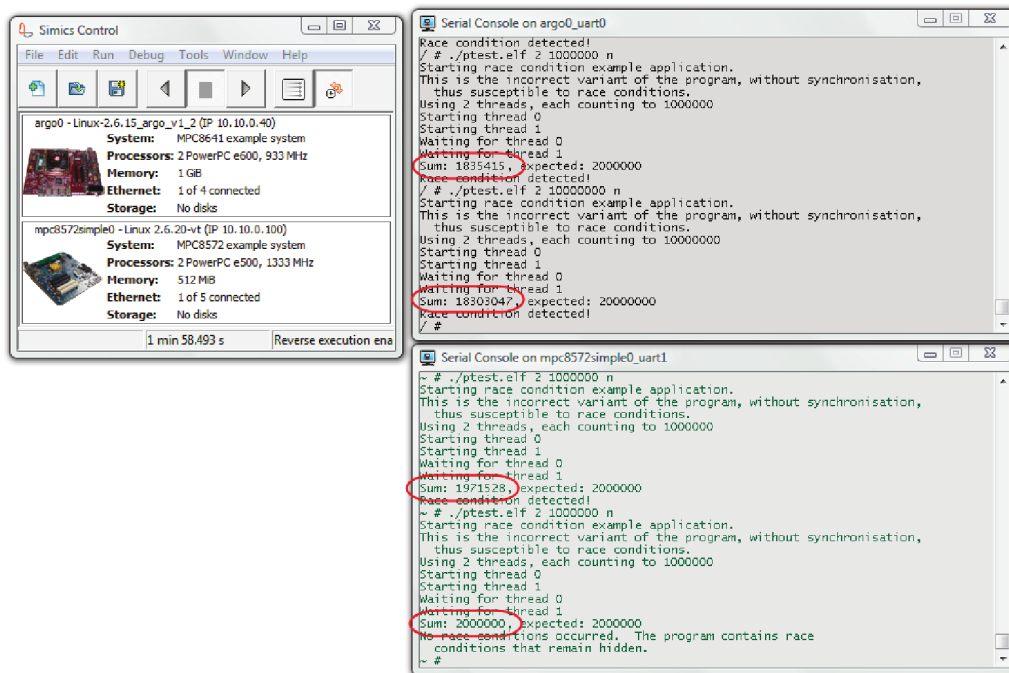 Simics Control
File Edit Run Debug Tools Window Help
argo0 - Linux-2.6.15_argo_v1_2 (IP 10.10.0.40)
System: MPC8641 example system
Processors: 2 PowerPC e600, 933 MHz
Memory: 1 GiB
Ethernet: 1 of 4 connected
Storage: No disks
mpc8572simple0 - Linux 2.6.20-vt (IP 10.10.0.100)
System: MPC8572 example system
Processors: 2 PowerPC e500, 1333 MHz
Memory: 512 MiB
Ethernet: 1 of 5 connected
Storage: No disks
1 min 58.493 s
Reverse execution ena
Serial Console on argo0_uart0
Race condition detected!
/ # ./ptest.elf 2 1000000 n
Starting race condition example application.
This is the incorrect variant of the program, without synchronisation,
thus susceptible to race conditions.
Using 2 threads, each counting to 1000000
Starting thread 0
Starting thread 1
Waiting for thread 0
Waiting for thread 1
Sum: 1835415, expected: 2000000
Race condition detected!
/ # ./ptest.elf 2 10000000 n
Starting race condition example application.
This is the incorrect variant of the program, without synchronisation,
thus susceptible to race conditions.
Using 2 threads, each counting to 10000000
Starting thread 0
Starting thread 1
Waiting for thread 0
Waiting for thread 1
Sum: 18303047, expected: 20000000
Race condition detected!
/ #
Serial Console on mpc8572simple0_uart1
~ # ./ptest.elf 2 1000000 n
Starting race condition example application.
This is the incorrect variant of the program, without synchronisation,
thus susceptible to race conditions.
Using 2 threads, each counting to 1000000
Starting thread 0
Starting thread 1
Waiting for thread 0
Waiting for thread 1
Sum: 1971528, expected: 2000000
Race condition detected!
~ # ./ptest.elf 2 1000000 n
Starting race condition example application.
This is the incorrect variant of the program, without synchronisation,
thus susceptible to race conditions.
Using 2 threads, each counting to 1000000
Starting thread 0
Starting thread 1
Waiting for thread 0
Waiting for thread 1
Sum: 2000000, expected: 2000000
No race conditions occurred. The program contains race
conditions that remain hidden.
~ #